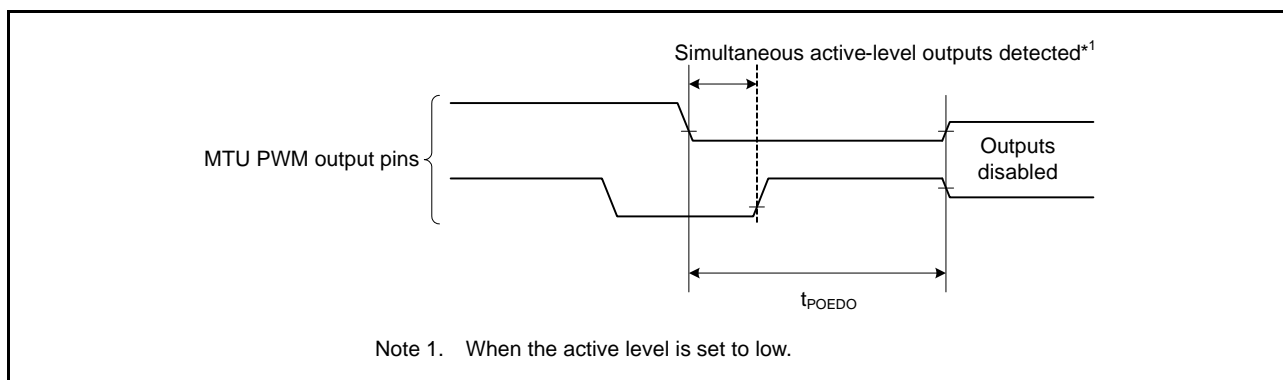 Simultaneous active-level outputs detected*1
MTU PWM output pins
Outputs
disabled
tPOEDO
Note 1. When the active level is set to low.